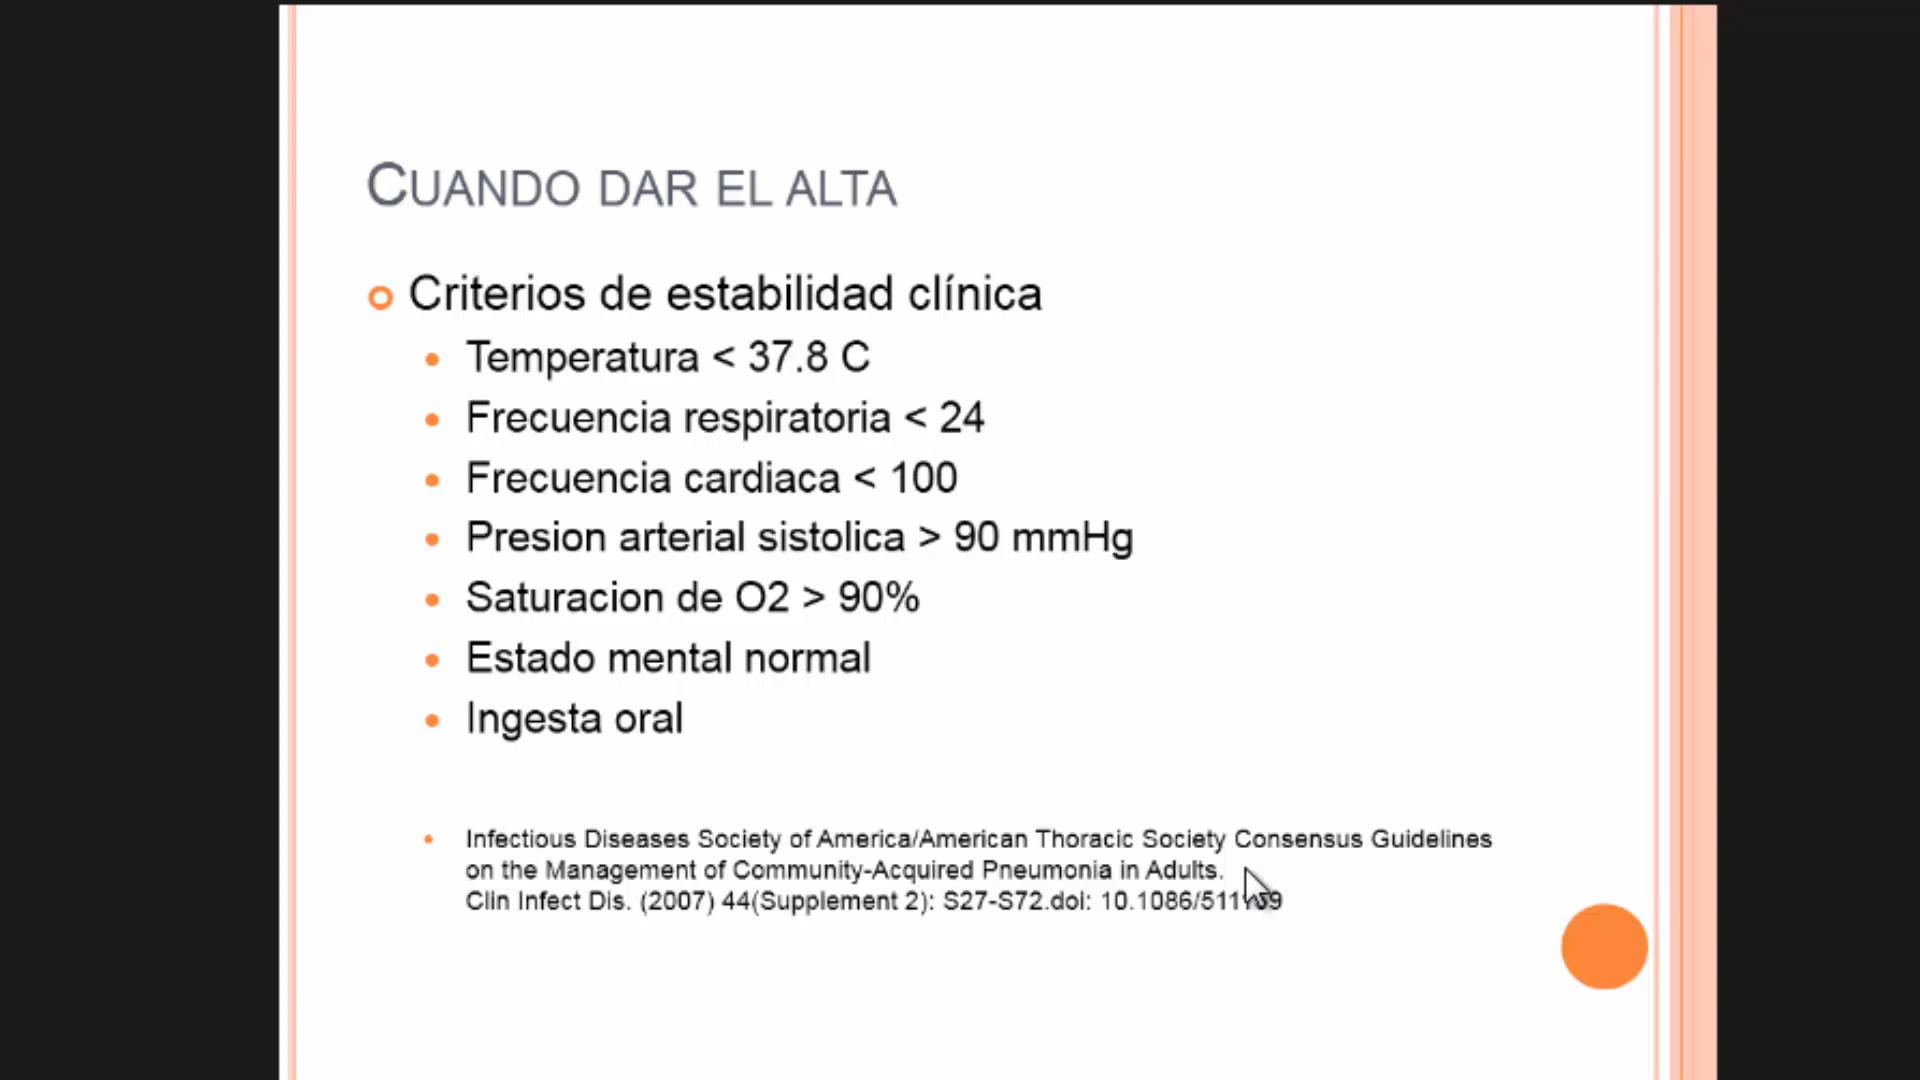 CUANDO DAR EL ALTA
Criterios de estabilidad clínica
Temperatura < 37.8 C
Frecuencia respiratoria < 24
Frecuencia cardiaca < 100
Presion arterial sistolica > 90 mmHg
Saturacion de O2 > 90%
Estado mental normal
Ingesta oral
Infectious Diseases Society of America/American Thoracic Society Consensus Guidelines
on the Management of Community-Acquired Pneumonia in Adults.
Clin Infect Dis. (2007) 44(Supplement 2): S27-S72.doi: